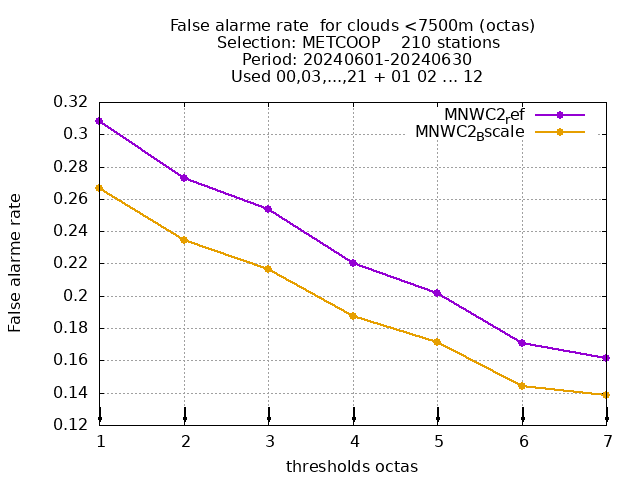 False alarme rate  for clouds <7500m (octas)
Selection: METCOOP    210 stations
Period: 20240601-20240630
Used 00,03,...,21 + 01 02 ... 12
MNWC2ref
MNWC2Bscale
False alarme rate
0.32
0.3
0.28
0.26
0.24
0.22
0.2
0.18
0.16
0.14
0.12
1 2 3 4 5 6 7
thresholds octas